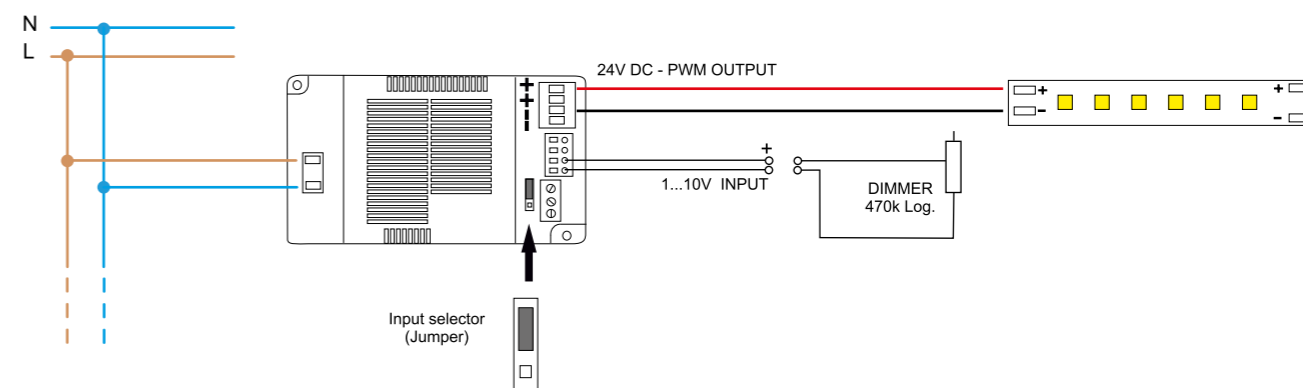 N
L
24V DC - PWM OUTPUT
+
+
-
-
+
-
+
-
+
1...10V INPUT
DIMMER
470k Log.
Input selector
(Jumper)